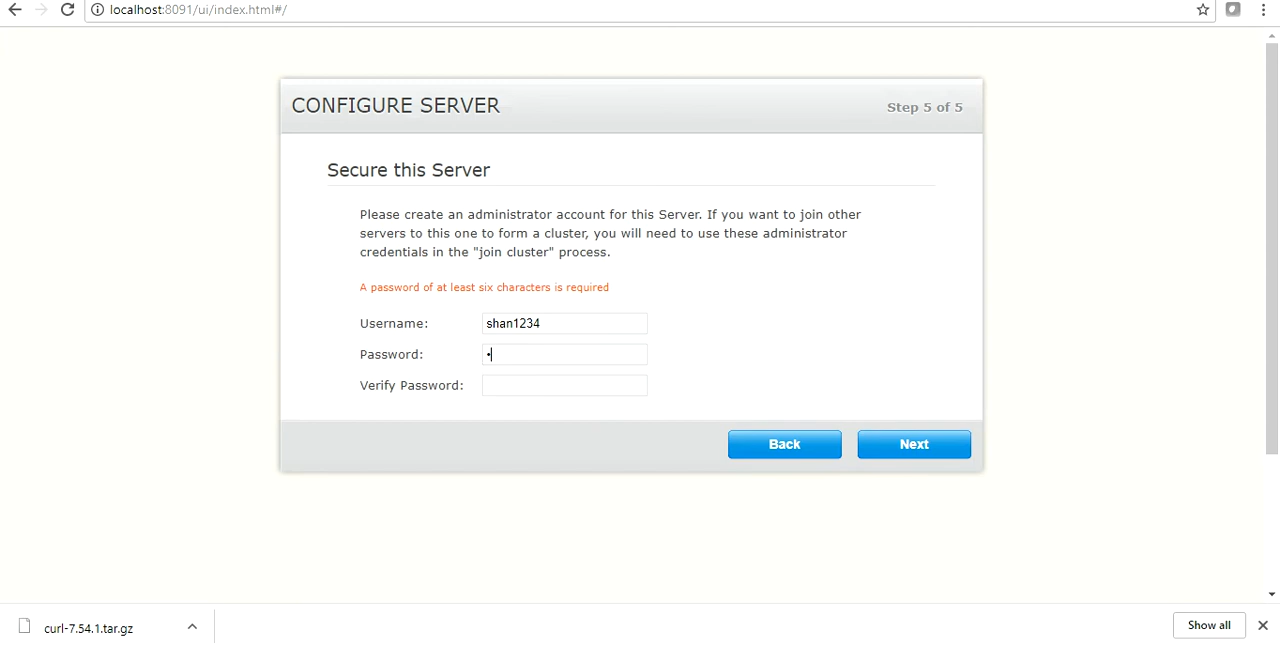 localhost:8091/ui/index.html#/
CONFIGURE SERVER
Step 5 of 5
Secure this Server
Please create an administrator account for this Server. If you want to join other
servers to this one to form a cluster, you will need to use these administrator
credentials in the "join cluster" process.
A password of at least six characters is required
Username: shan1234
Password: •
Verify Password:
Back Next
curl-7.54.1.tar.gz
Show all